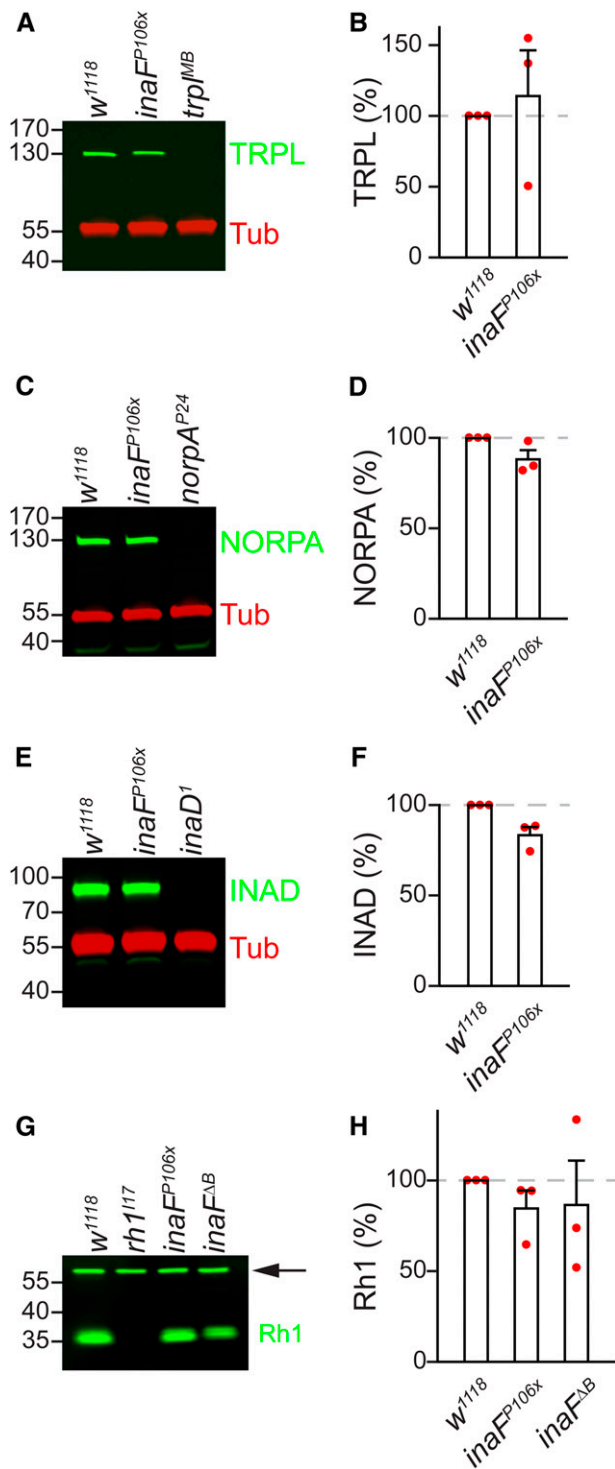 A
w1118
inaFP106x
trplMB
170
130
55
40
TRPL
Tub
B
TRPL (%)
150
100
50
0
w1118
inaFP106x
C
w1118
inaFP106x
norpAP24
170
130
55
40
NORPA
Tub
D
NORPA (%)
100
50
0
w1118
inaFP106x
E
w1118
inaFP106x
inaD1
100
70
55
40
INAD
Tub
F
INAD (%)
100
50
0
w1118
inaFP106x
G
w1118
rh1I17
inaFP106x
inaFΔB
55
40
35
Rh1
H
Rh1 (%)
100
50
0
w1118
inaFP106x
inaFΔB